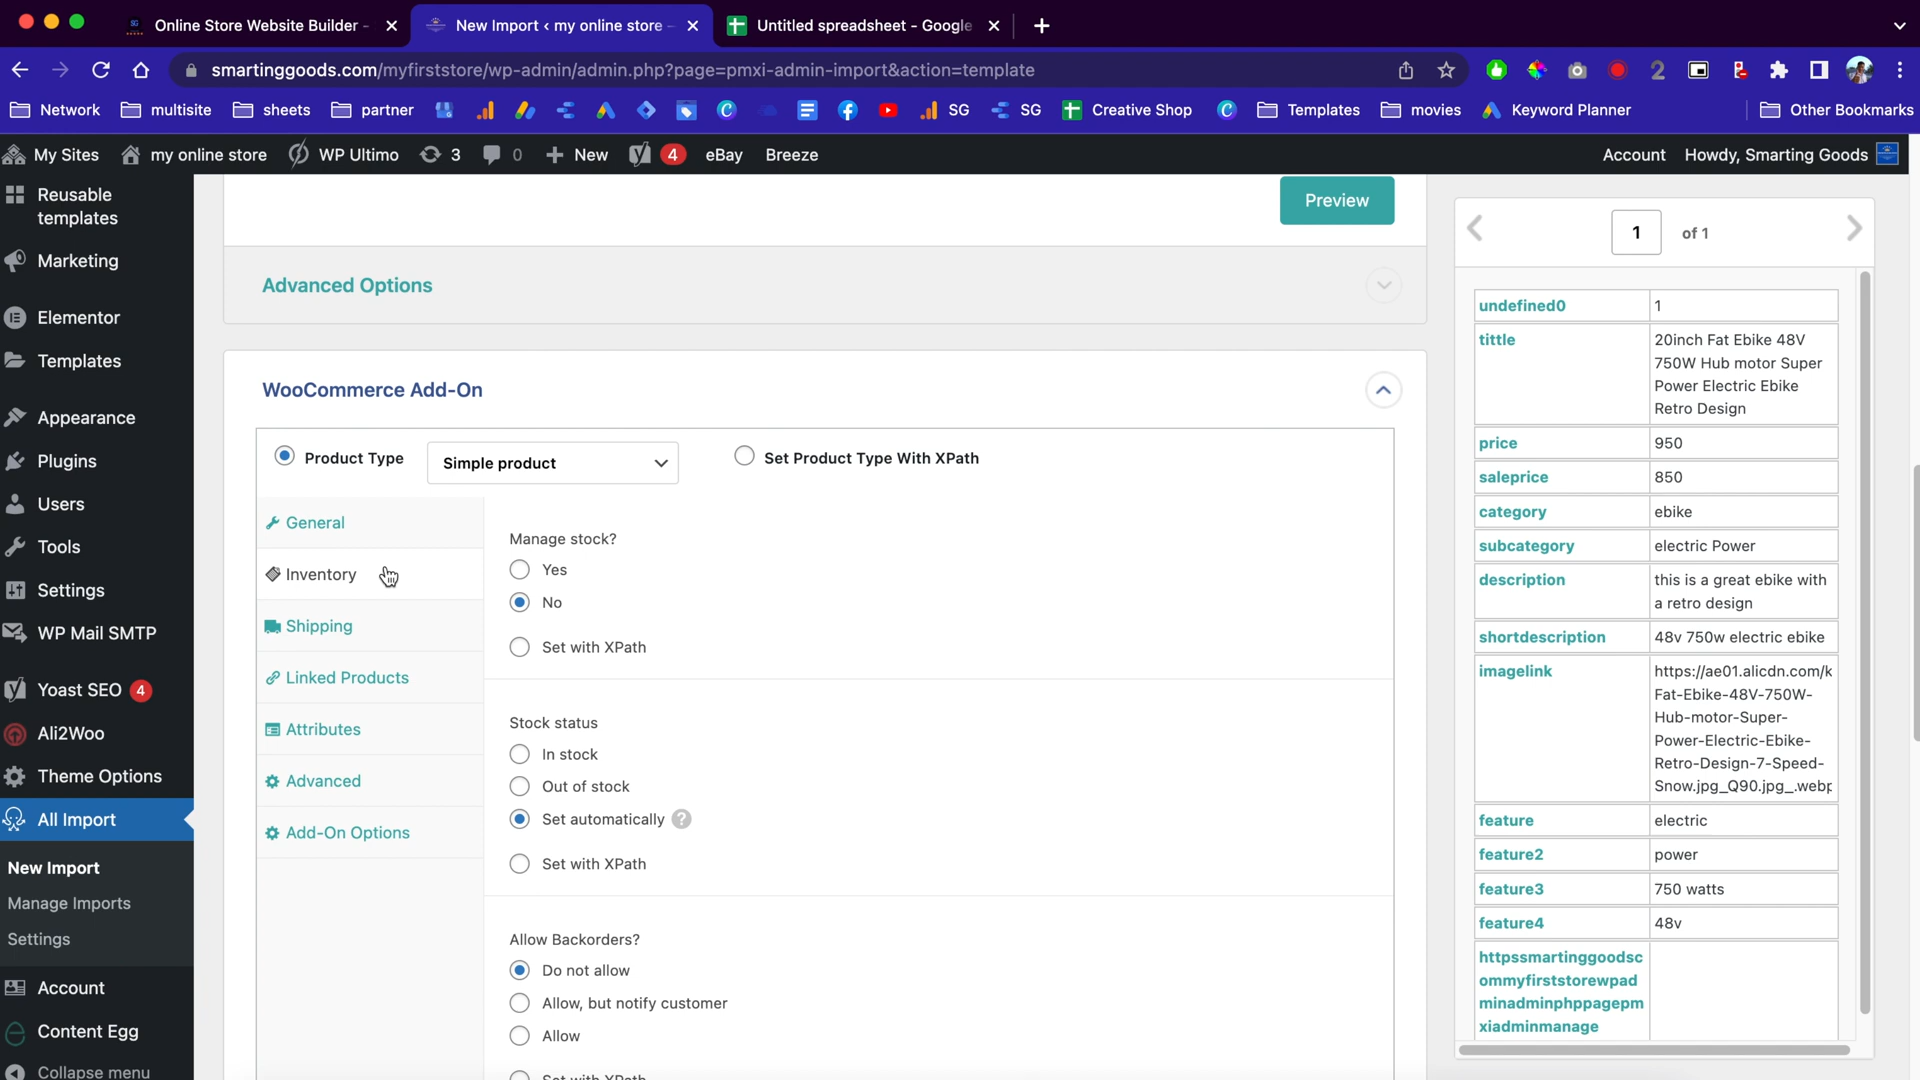 Online Store Website Builder -
New Import < my online store -
Untitled spreadsheet - Google
smartinggoods.com/myfirststore/wp-admin/admin.php?page=pmxi-admin-import&action=template
Network
multisite
sheets
partner
SG
SG
Creative Shop
Templates
movies
Keyword Planner
Other Bookmarks
My Sites
my online store
WP Ultimo
3
0
New
4
eBay
Breeze
Account
Howdy, Smarting Goods
Reusable
templates
Marketing
Elementor
Templates
Appearance
Plugins
Users
Tools
Settings
WP Mail SMTP
Yoast SEO 4
Ali2Woo
Theme Options
All Import
New Import
Manage Imports
Settings
Account
Content Egg
Collapse menu
Preview
Advanced Options
WooCommerce Add-On
Product Type
Simple product
Set Product Type With XPath
General
Inventory
Shipping
Linked Products
Attributes
Advanced
Add-On Options
Manage stock?
Yes
No
Set with XPath
Stock status
In stock
Out of stock
Set automatically ?
Set with XPath
Allow Backorders?
Do not allow
Allow, but notify customer
Allow
Set with XPath
1 of 1
undefined0 1
tittle 20inch Fat Ebike 48V
750W Hub motor Super
Power Electric Ebike
Retro Design
price 950
saleprice 850
category ebike
subcategory electric Power
description this is a great ebike with
a retro design
shortdescription 48v 750w electric ebike
imagelink https://ae01.alicdn.com/k
Fat-Ebike-48V-750W-
Hub-motor-Super-
Power-Electric-Ebike-
Retro-Design-7-Speed-
Snow.jpg_Q90.jpg_.webp
feature electric
feature2 power
feature3 750 watts
feature4 48v
httpssmartinggoodsc
ommyfirststorewpad
minadminphppagepm
xiadminmanage